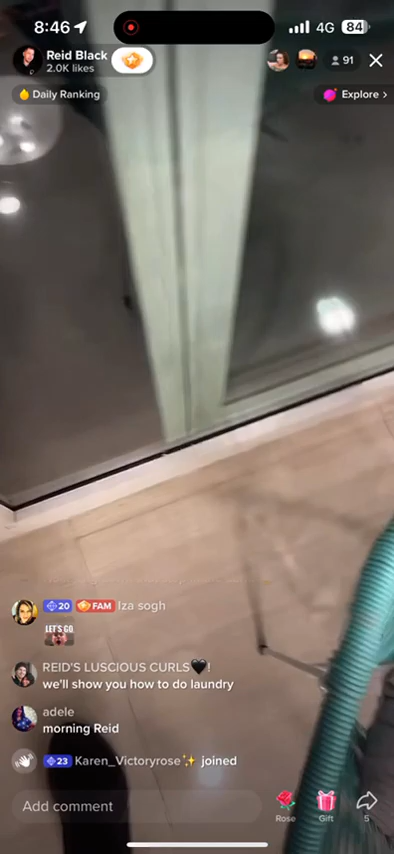 8:46
4G
84
Reid Black
2.0K likes
91
Daily Ranking
Explore >
20 FAM Iza sogh
LET'S GO
REID'S LUSCIOUS CURLS🖤!
we'll show you how to do laundry
adele
morning Reid
23 Karen_Victoryrose✨ joined
Add comment
Rose
Gift
5